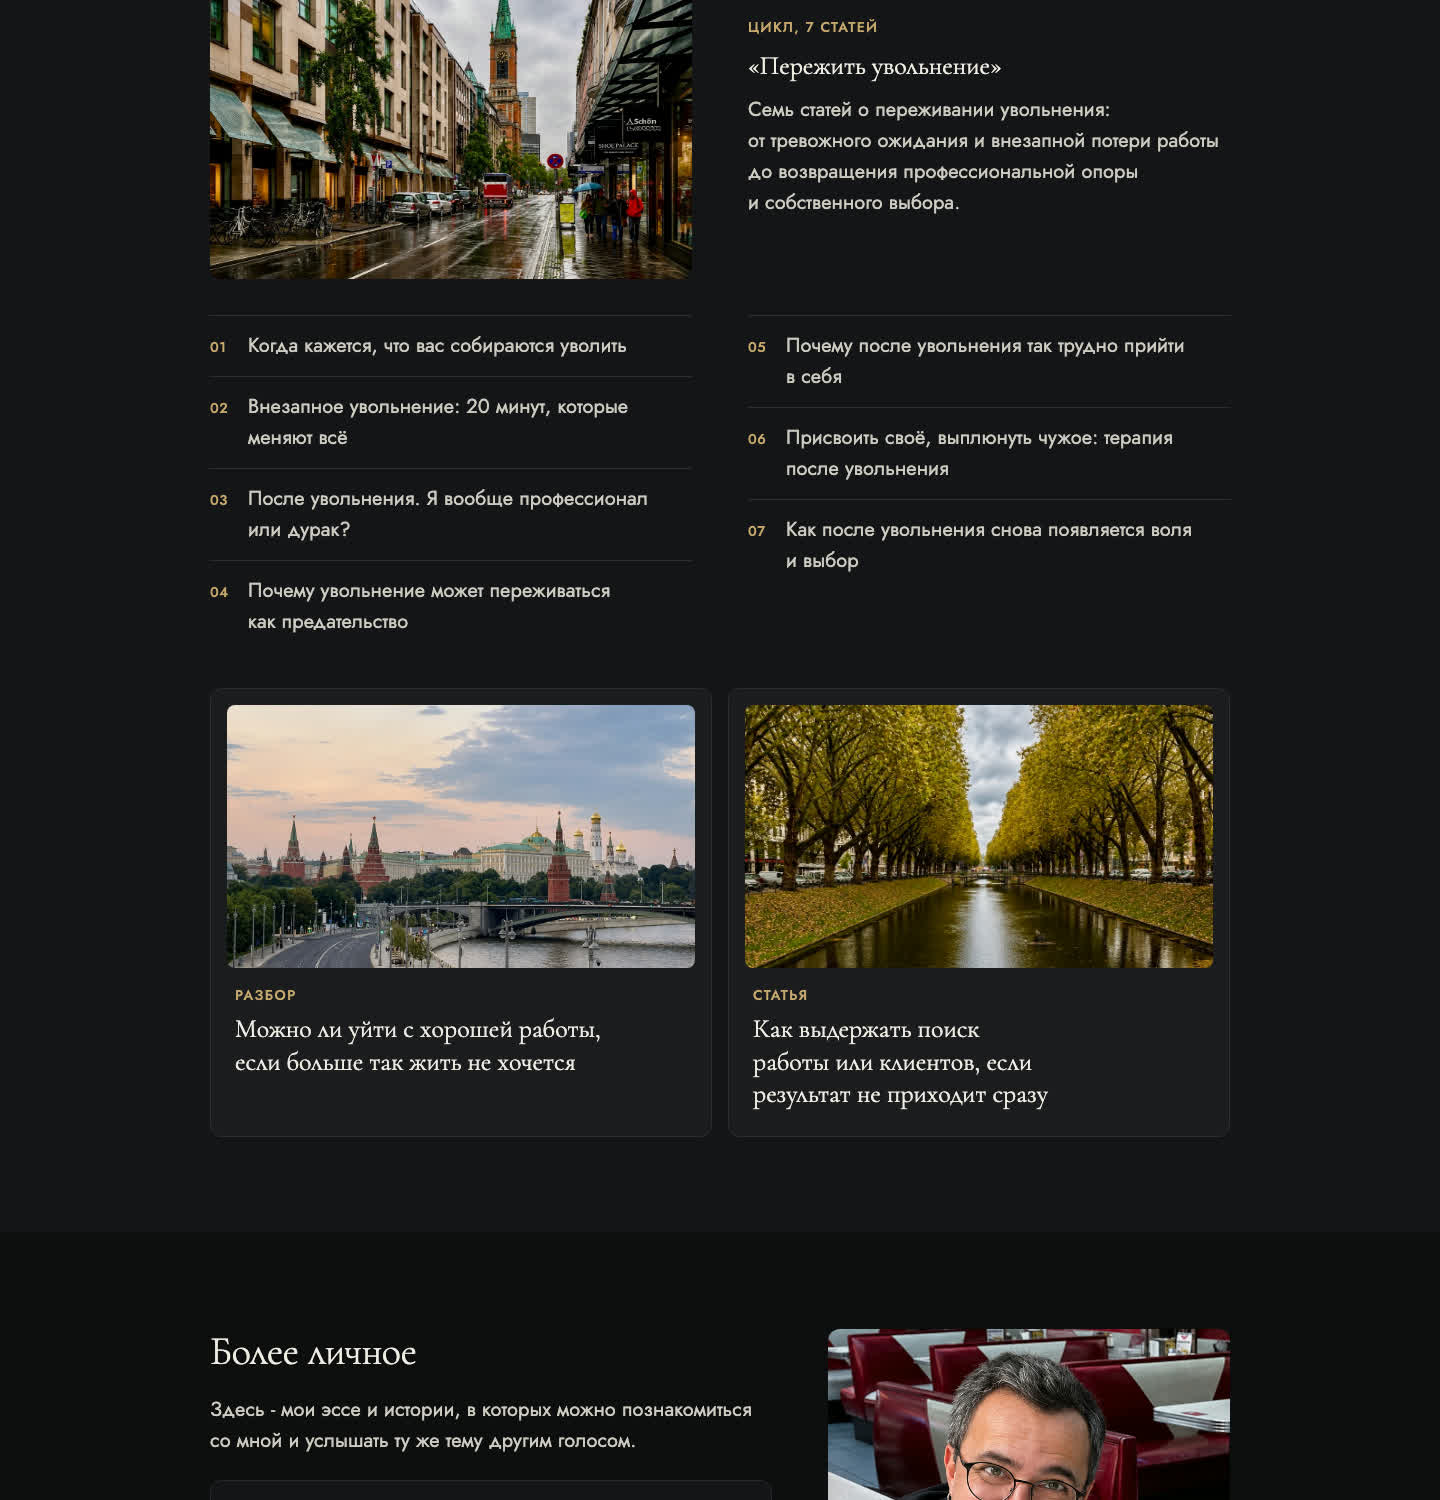 Schön
SHOE PALACE
ЦИКЛ, 7 СТАТЕЙ
«Пережить увольнение»
Семь статей о переживании увольнения:
от тревожного ожидания и внезапной потери работы
до возвращения профессиональной опоры
и собственного выбора.
01 Когда кажется, что вас собираются уволить
02 Внезапное увольнение: 20 минут, которые
меняют всё
03 После увольнения. Я вообще профессионал
или дурак?
04 Почему увольнение может переживаться
как предательство
05 Почему после увольнения так трудно прийти
в себя
06 Присвоить своё, выплюнуть чужое: терапия
после увольнения
07 Как после увольнения снова появляется воля
и выбор
РАЗБОР
Можно ли уйти с хорошей работы,
если больше так жить не хочется
СТАТЬЯ
Как выдержать поиск
работы или клиентов, если
результат не приходит сразу
Более личное
Здесь - мои эссе и истории, в которых можно познакомиться
со мной и услышать ту же тему другим голосом.